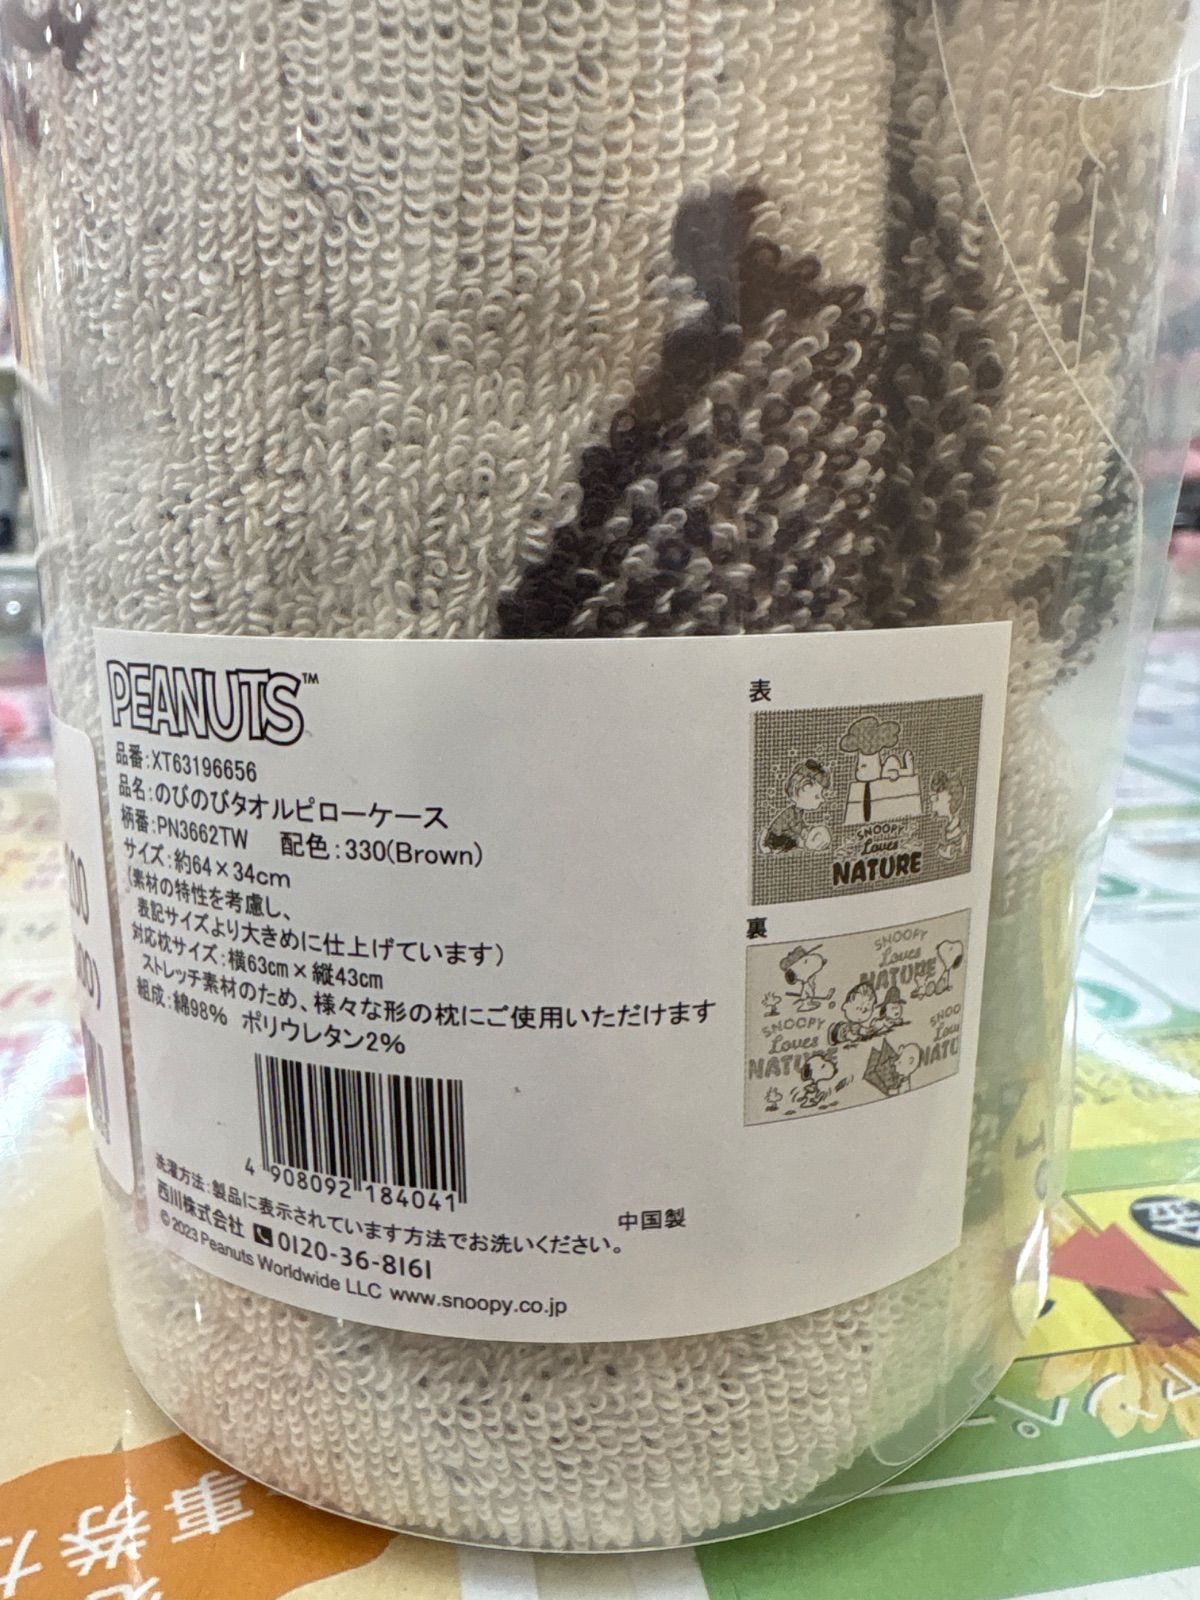 PEANUTS™
品番:XT63196656
品名:のびのびタオルピローケース
柄番:PN3662TW 配色:330(Brown)
サイズ:約64×34cm
(素材の特性を考慮し、
表記サイズより大きめに仕上げています)
対応枕サイズ:横63cm×縦43cm
ストレッチ素材のため、様々な形の枕にご使用いただけます
組成:綿98% ポリウレタン2%
4 908092 184041
洗濯方法:製品に表示されています方法でお洗いください。
西川株式会社 0120-36-8161
中国製
©2023 Peanuts Worldwide LLC www.snoopy.co.jp
表
SNOOPY
Loves
NATURE
裏
SNOOPY
Loves
NATURE
SNOOPY
Loves
NATURE